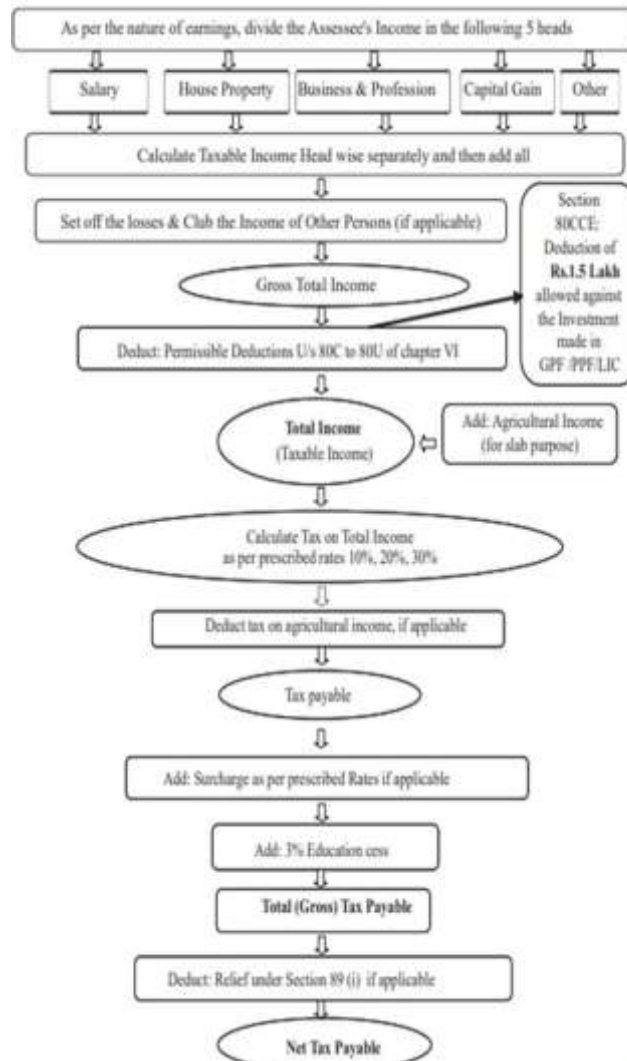 As per the nature of earnings, divide the Assessee's Income in the following 5 heads
Salary
House Property
Business & Profession
Capital Gain
Other
Calculate Taxable Income Head wise separately and then add all
Set off the losses & Club the Income of Other Persons (if applicable)
Section
80CCE;
Deduction of
Rs.1.5 Lakh
allowed against
the Investment
made in
GPF /PPF/LIC
Gross Total Income
Deduct: Permissible Deductions U/s 80C to 80U of chapter VI
Total Income
(Taxable Income)
Add: Agricultural Income
(for slab purpose)
Calculate Tax on Total Income
as per prescribed rates 10%, 20%, 30%
Deduct tax on agricultural income, if applicable
Tax payable
Add: Surcharge as per prescribed Rates if applicable
Add: 3% Education cess
Total (Gross) Tax Payable
Deduct: Relief under Section 89 (i) if applicable
Net Tax Payable